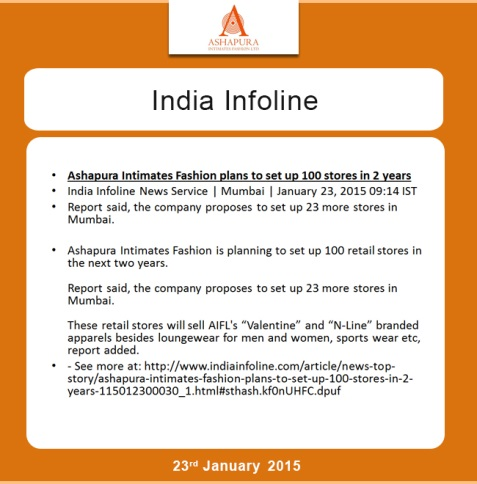 ASHAPURA
INTIMATES FASHION LTD
India Infoline
• Ashapura Intimates Fashion plans to set up 100 stores in 2 years
• India Infoline News Service | Mumbai | January 23, 2015 09:14 IST
• Report said, the company proposes to set up 23 more stores in
Mumbai.
• Ashapura Intimates Fashion is planning to set up 100 retail stores in
the next two years.
Report said, the company proposes to set up 23 more stores in
Mumbai.
These retail stores will sell AIFL's “Valentine” and “N-Line” branded
apparels besides loungewear for men and women, sports wear etc,
report added.
• - See more at: http://www.indiainfoline.com/article/news-top-
story/ashapura-intimates-fashion-plans-to-set-up-100-stores-in-2-
years-115012300030_1.html#sthash.kf0nUHFC.dpuf
23rd January 2015